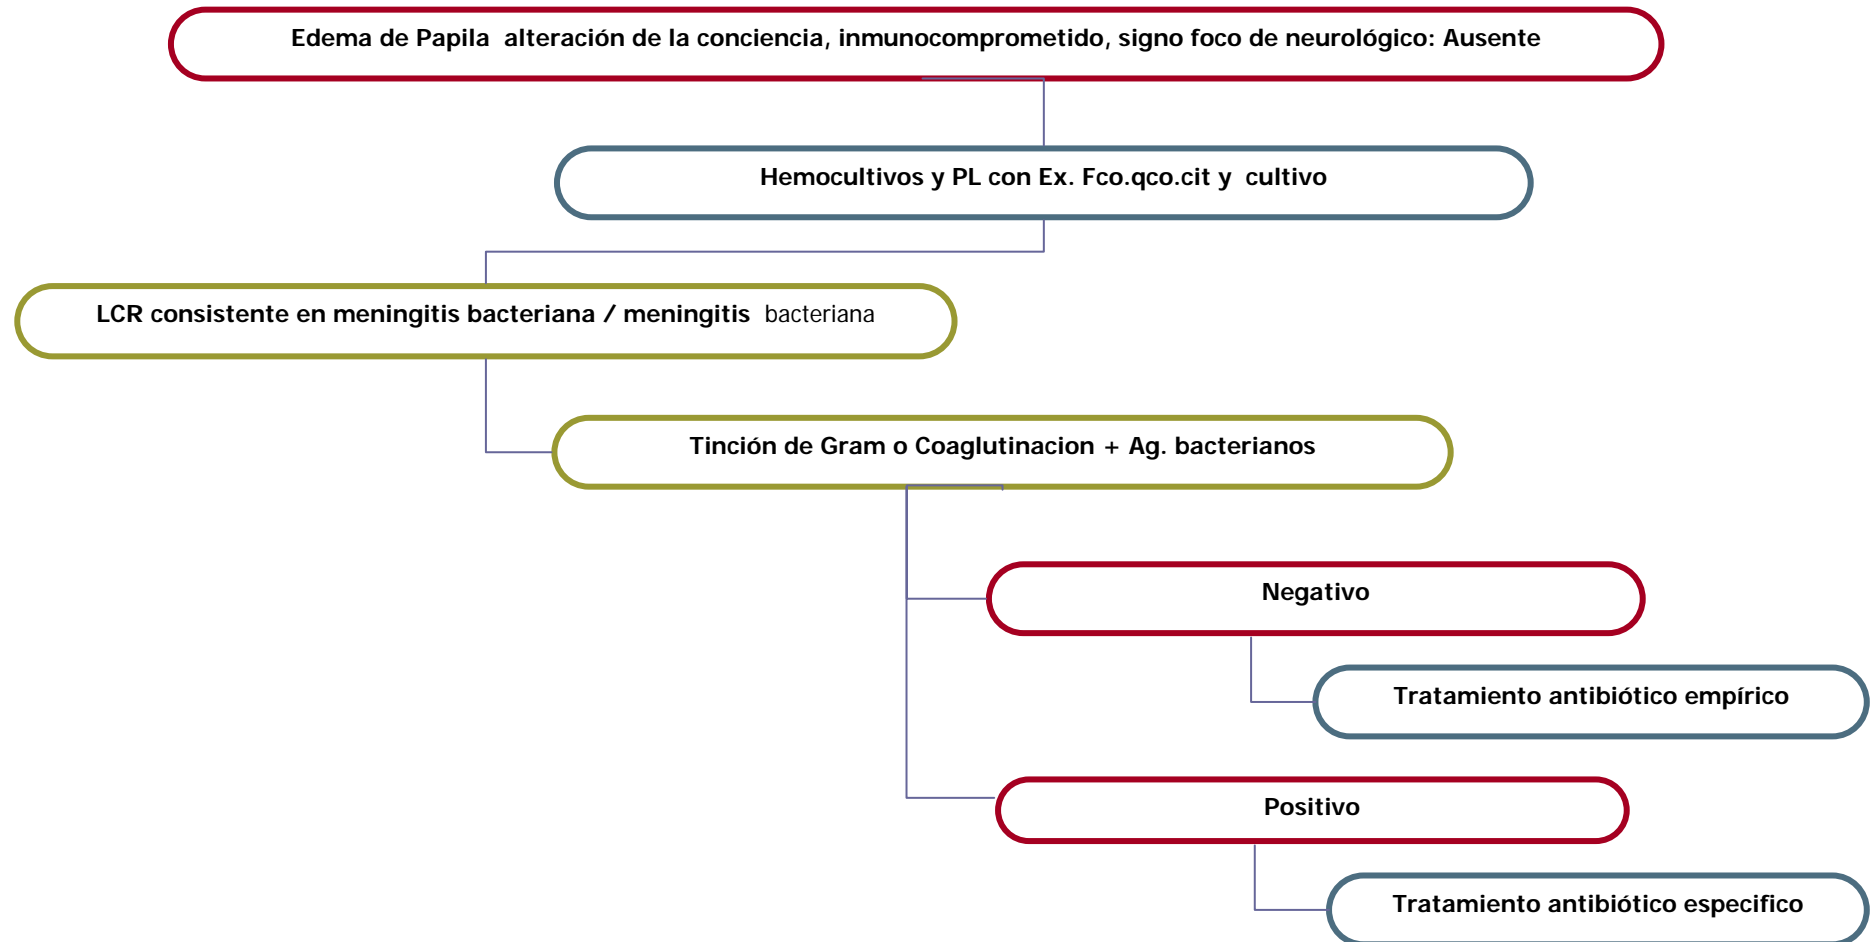 Edema de Papila  alteración de la conciencia, inmunocomprometido, signo foco de neurológico: Ausente
Hemocultivos y PL con Ex. Fco.qco.cit y  cultivo
LCR consistente en meningitis bacteriana / meningitis  bacteriana
Tinción de Gram o Coaglutinacion + Ag. bacterianos
Negativo
Tratamiento antibiótico empírico
Positivo
Tratamiento antibiótico especifico